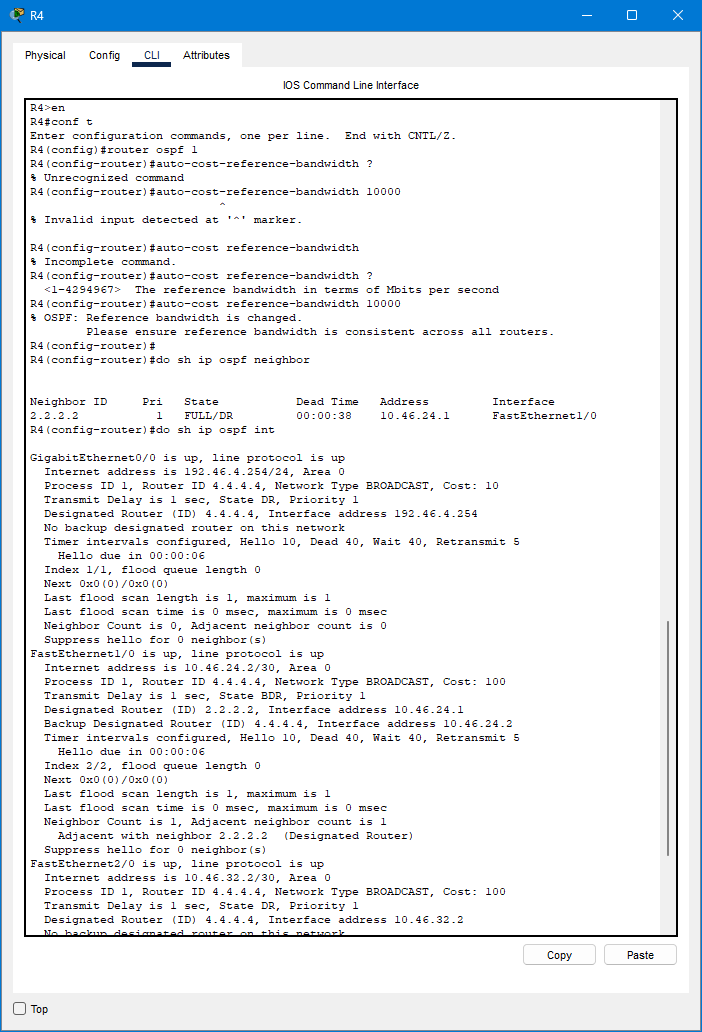 R4
Physical Config CLI Attributes
IOS Command Line Interface
R4>en
R4#conf t
Enter configuration commands, one per line.  End with CNTL/Z.
R4(config)#router ospf 1
R4(config-router)#auto-cost-reference-bandwidth ?
% Unrecognized command
R4(config-router)#auto-cost-reference-bandwidth 10000
^
% Invalid input detected at '^' marker.
R4(config-router)#auto-cost reference-bandwidth
% Incomplete command.
R4(config-router)#auto-cost reference-bandwidth ?
<1-4294967>  The reference bandwidth in terms of Mbits per second
R4(config-router)#auto-cost reference-bandwidth 10000
% OSPF: Reference bandwidth is changed.
Please ensure reference bandwidth is consistent across all routers.
R4(config-router)#
R4(config-router)#do sh ip ospf neighbor
Neighbor ID     Pri   State           Dead Time   Address         Interface
2.2.2.2           1   FULL/DR         00:00:38    10.46.24.1      FastEthernet1/0
R4(config-router)#do sh ip ospf int
GigabitEthernet0/0 is up, line protocol is up
Internet address is 192.46.4.254/24, Area 0
Process ID 1, Router ID 4.4.4.4, Network Type BROADCAST, Cost: 10
Transmit Delay is 1 sec, State DR, Priority 1
Designated Router (ID) 4.4.4.4, Interface address 192.46.4.254
No backup designated router on this network
Timer intervals configured, Hello 10, Dead 40, Wait 40, Retransmit 5
Hello due in 00:00:06
Index 1/1, flood queue length 0
Next 0x0(0)/0x0(0)
Last flood scan length is 1, maximum is 1
Last flood scan time is 0 msec, maximum is 0 msec
Neighbor Count is 0, Adjacent neighbor count is 0
Suppress hello for 0 neighbor(s)
FastEthernet1/0 is up, line protocol is up
Internet address is 10.46.24.2/30, Area 0
Process ID 1, Router ID 4.4.4.4, Network Type BROADCAST, Cost: 100
Transmit Delay is 1 sec, State BDR, Priority 1
Designated Router (ID) 2.2.2.2, Interface address 10.46.24.1
Backup Designated Router (ID) 4.4.4.4, Interface address 10.46.24.2
Timer intervals configured, Hello 10, Dead 40, Wait 40, Retransmit 5
Hello due in 00:00:06
Index 2/2, flood queue length 0
Next 0x0(0)/0x0(0)
Last flood scan length is 1, maximum is 1
Last flood scan time is 0 msec, maximum is 0 msec
Neighbor Count is 1, Adjacent neighbor count is 1
Adjacent with neighbor 2.2.2.2  (Designated Router)
Suppress hello for 0 neighbor(s)
FastEthernet2/0 is up, line protocol is up
Internet address is 10.46.32.2/30, Area 0
Process ID 1, Router ID 4.4.4.4, Network Type BROADCAST, Cost: 100
Transmit Delay is 1 sec, State DR, Priority 1
Designated Router (ID) 4.4.4.4, Interface address 10.46.32.2
No backup designated router on this network
Copy Paste
Top